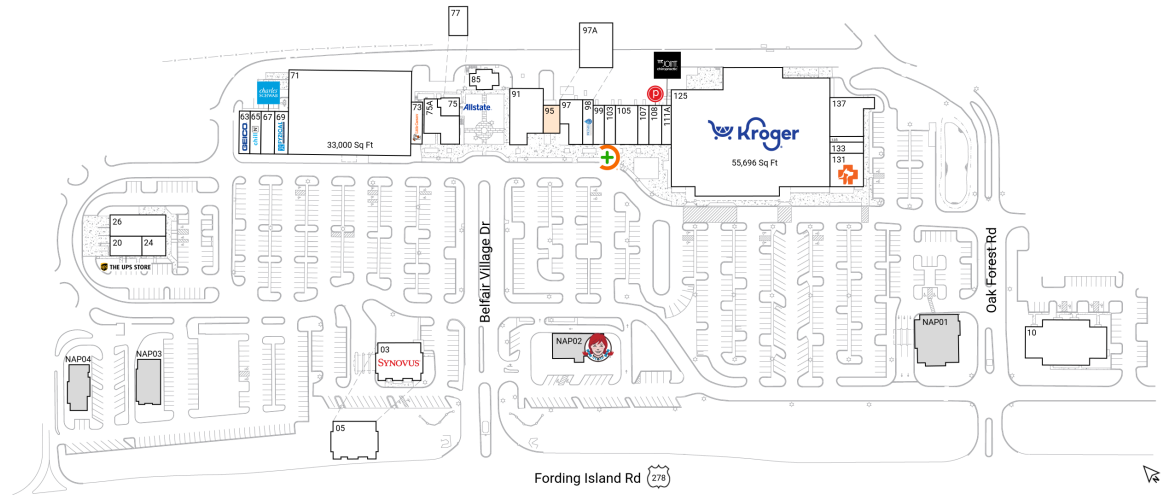 77
97A
THE JOINT
85
71
charles
SCHWAB
91
125
137
Allstate
p
73
75A
75
95
97
98
99
103
105
107
108
111A
63
65
67
69
GEICO
133
131
Kroger
33,000 Sq Ft
55,696 Sq Ft
26
20
24
THE UPS STORE
Belfair Village Dr
Oak Forest Rd
NAP01
10
NAP02
03
SYNOVUS
NAP04
NAP03
05
Fording Island Rd 278